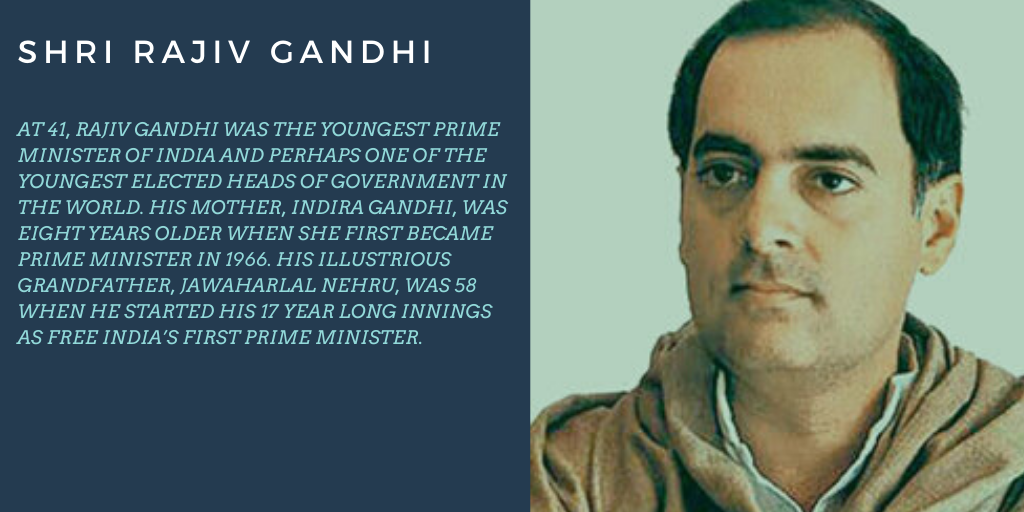 SHRI RAJIV GANDHI
AT 41, RAJIV GANDHI WAS THE YOUNGEST PRIME
MINISTER OF INDIA AND PERHAPS ONE OF THE
YOUNGEST ELECTED HEADS OF GOVERNMENT IN
THE WORLD. HIS MOTHER, INDIRA GANDHI, WAS
EIGHT YEARS OLDER WHEN SHE FIRST BECAME
PRIME MINISTER IN 1966. HIS ILLUSTRIOUS
GRANDFATHER, JAWAHARLAL NEHRU, WAS 58
WHEN HE STARTED HIS 17 YEAR LONG INNINGS
AS FREE INDIA’S FIRST PRIME MINISTER.